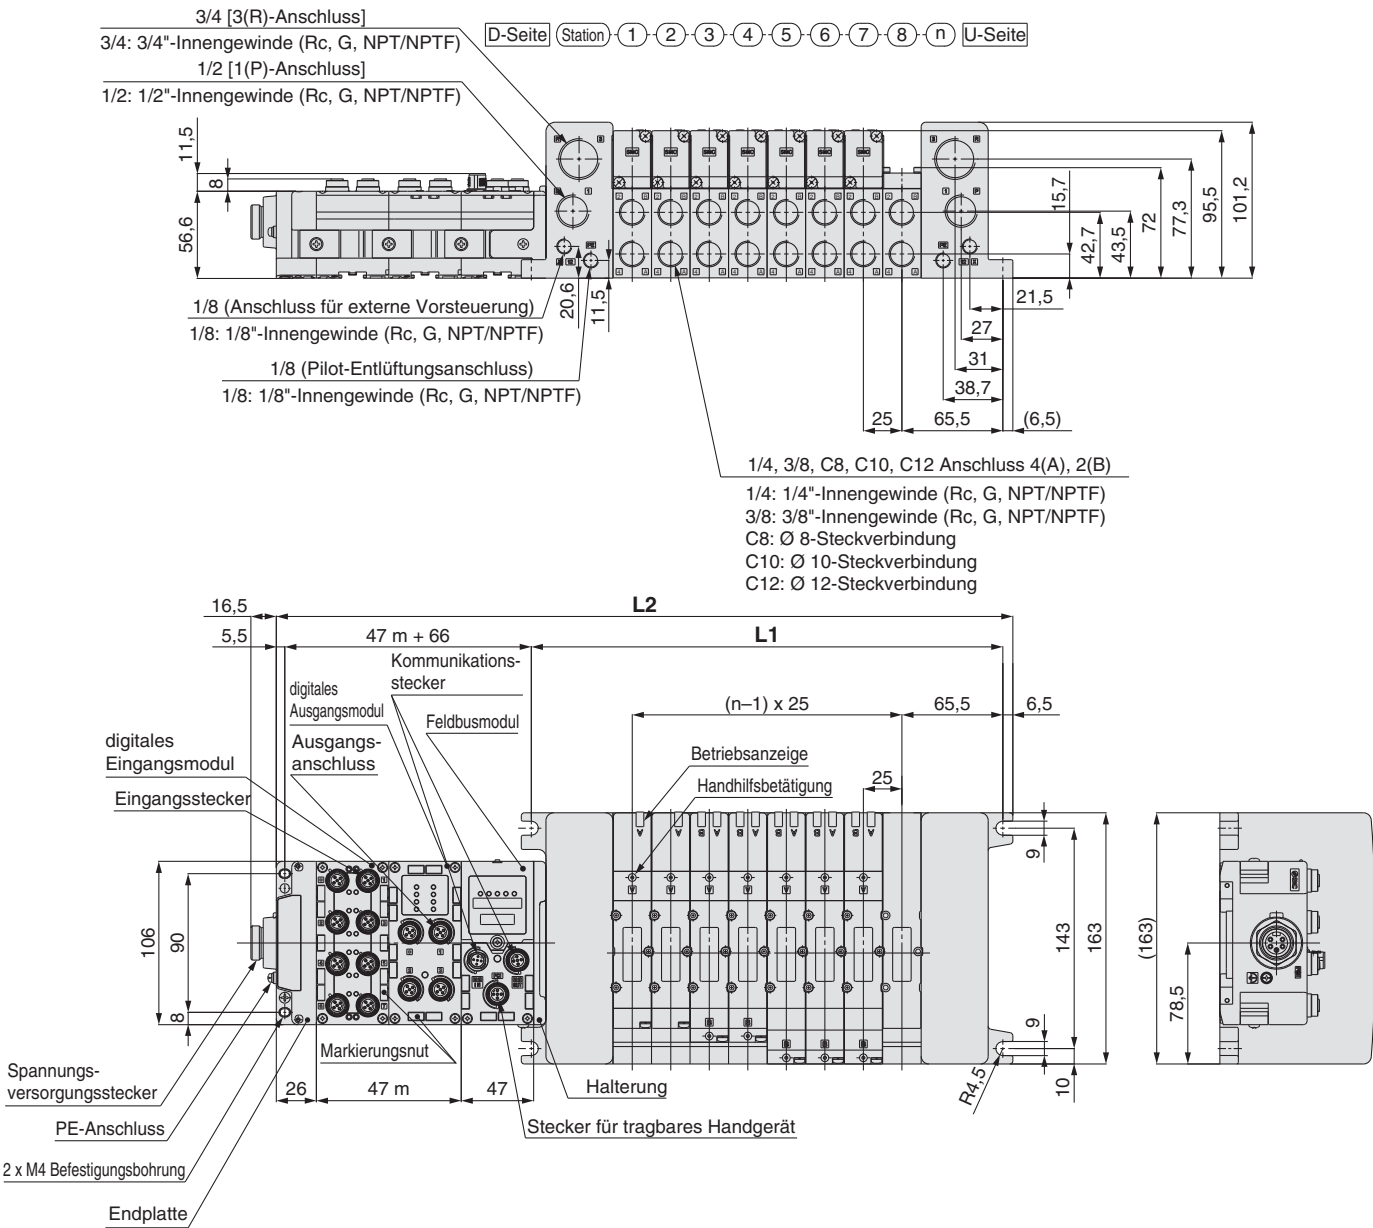 3/4 [3(R)-Anschluss]
3/4: 3/4"-Innengewinde (Rc, G, NPT/NPTF)
1/2 [1(P)-Anschluss]
1/2: 1/2"-Innengewinde (Rc, G, NPT/NPTF)
D-Seite Station 1 2 3 4 5 6 7 8 n U-Seite
11,5
8
56,6
15,7
42,7
43,5
72
77,3
95,5
101,2
20,6
11,5
21,5
27
31
38,7
25
65,5
(6,5)
1/8 (Anschluss für externe Vorsteuerung)
1/8: 1/8"-Innengewinde (Rc, G, NPT/NPTF)
1/8 (Pilot-Entlüftungsanschluss)
1/8: 1/8"-Innengewinde (Rc, G, NPT/NPTF)
1/4, 3/8, C8, C10, C12 Anschluss 4(A), 2(B)
1/4: 1/4"-Innengewinde (Rc, G, NPT/NPTF)
3/8: 3/8"-Innengewinde (Rc, G, NPT/NPTF)
C8: Ø 8-Steckverbindung
C10: Ø 10-Steckverbindung
C12: Ø 12-Steckverbindung
16,5
L2
5,5
47 m + 66
L1
Kommunikations-
stecker
digitales
Ausgangsmodul
Feldbusmodul
(n–1) x 25
65,5
6,5
digitales
Eingangsmodul
Ausgangs-
anschluss
Eingangsstecker
Betriebsanzeige
Handhilfsbetätigung
25
9
106
90
8
143
163
(163)
78,5
9
10
R4,5
Markierungsnut
Spannungs-
versorgungsstecker
26
47 m
47
Halterung
PE-Anschluss
Stecker für tragbares Handgerät
2 x M4 Befestigungsbohrung
Endplatte